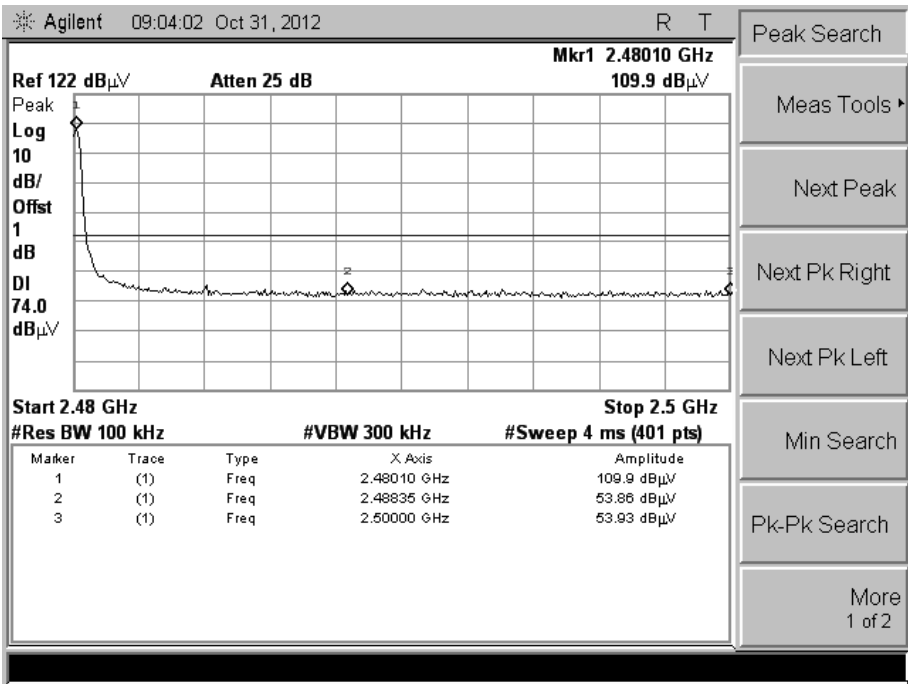 Agilent 09:04:02 Oct 31, 2012 R T
Mkr1 2.48010 GHz
Ref 122 dBµV Atten 25 dB 109.9 dBµV
Peak
Log
10
dB/
Offst
1
dB
DI
74.0
dBµV
1
2
Start 2.48 GHz Stop 2.5 GHz
#Res BW 100 kHz #VBW 300 kHz #Sweep 4 ms (401 pts)
Marker Trace Type X Axis Amplitude
1 (1) Freq 2.48010 GHz 109.9 dBµV
2 (1) Freq 2.48835 GHz 53.86 dBµV
3 (1) Freq 2.50000 GHz 53.93 dBµV
Peak Search
Meas Tools
Next Peak
Next Pk Right
Next Pk Left
Min Search
Pk-Pk Search
More
1 of 2